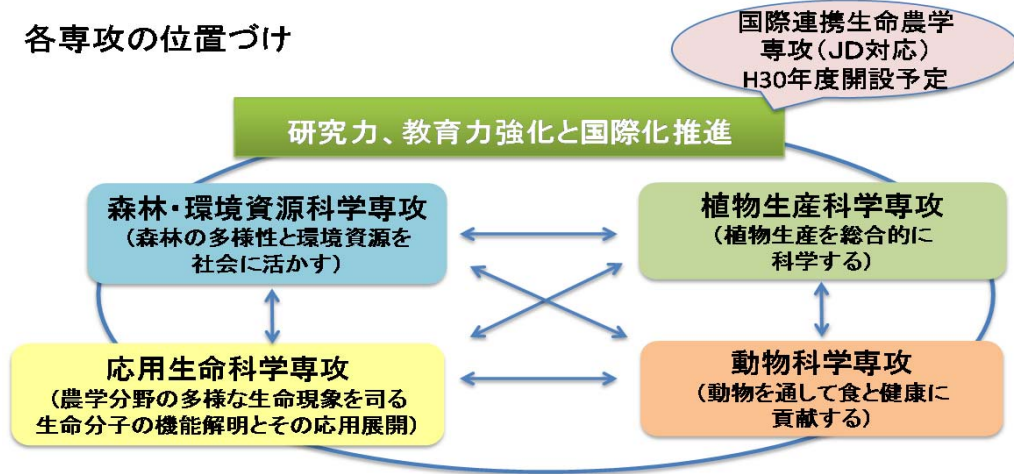 各専攻の位置づけ
国際連携生命農学
専攻(JD対応)
H30年度開設予定
研究力、教育力強化と国際化推進
森林・環境資源科学専攻
(森林の多様性と環境資源を
社会に活かす)
植物生産科学専攻
(植物生産を総合的に
科学する)
応用生命科学専攻
(農学分野の多様な生命現象を司る
生命分子の機能解明とその応用展開)
動物科学専攻
(動物を通して食と健康に
貢献する)